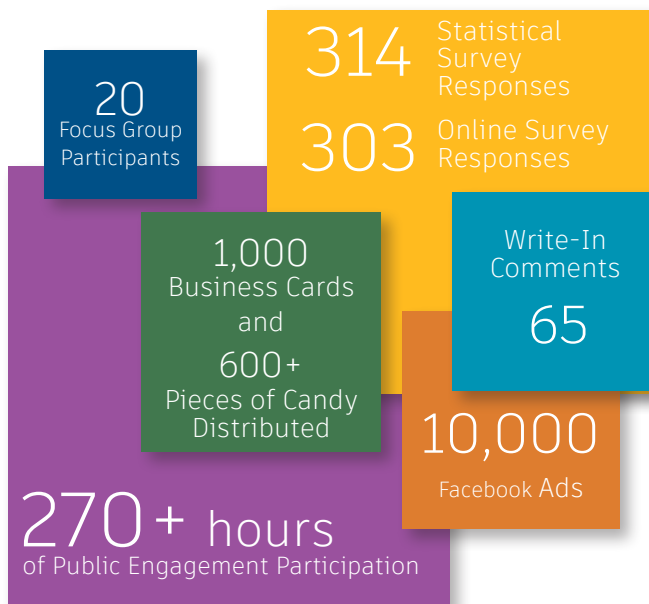 20
Focus Group
Participants
314
Statistical
Survey
Responses
303
Online Survey
Responses
1,000
Business Cards
and
600+
Pieces of Candy
Distributed
Write-In
Comments
65
10,000
Facebook Ads
270+ hours
of Public Engagement Participation